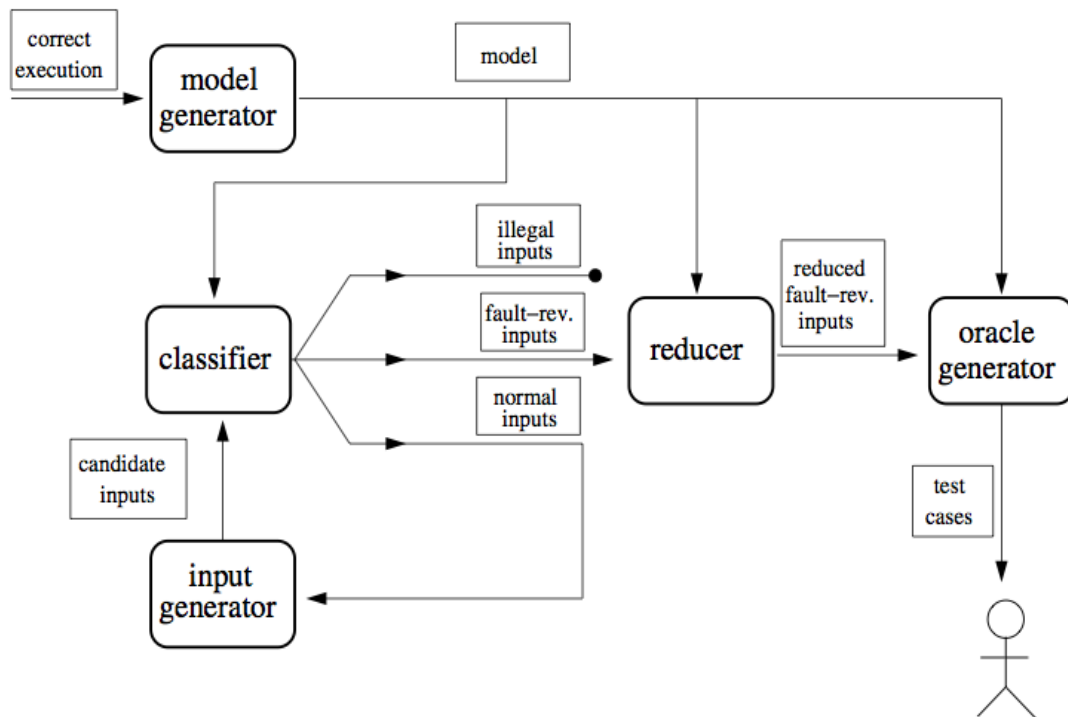 correct
execution
model
generator
model
illegal
inputs
fault–rev.
inputs
normal
inputs
classifier
reducer
reduced
fault–rev.
inputs
oracle
generator
candidate
inputs
input
generator
test
cases